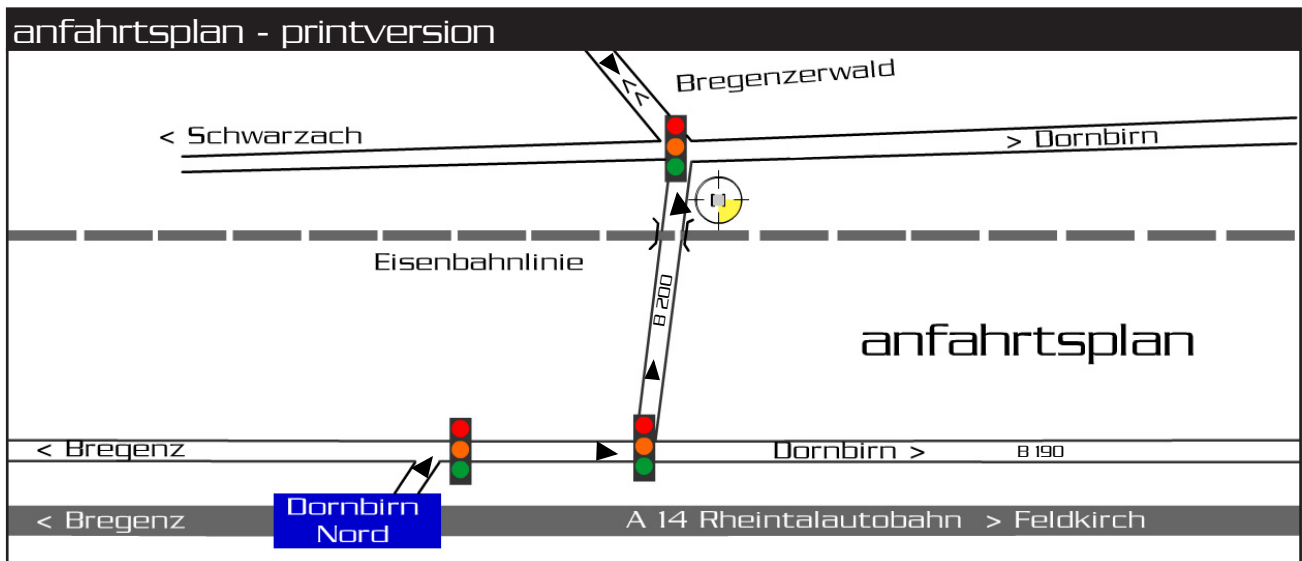 anfahrtsplan - printversion
Bregenzerwald
<<
< Schwarzach
> Dornbirn
Eisenbahnlinie
B 200
anfahrtsplan
< Bregenz
Dornbirn >
B 190
Dornbirn
Nord
< Bregenz
A 14 Rheintalautobahn > Feldkirch